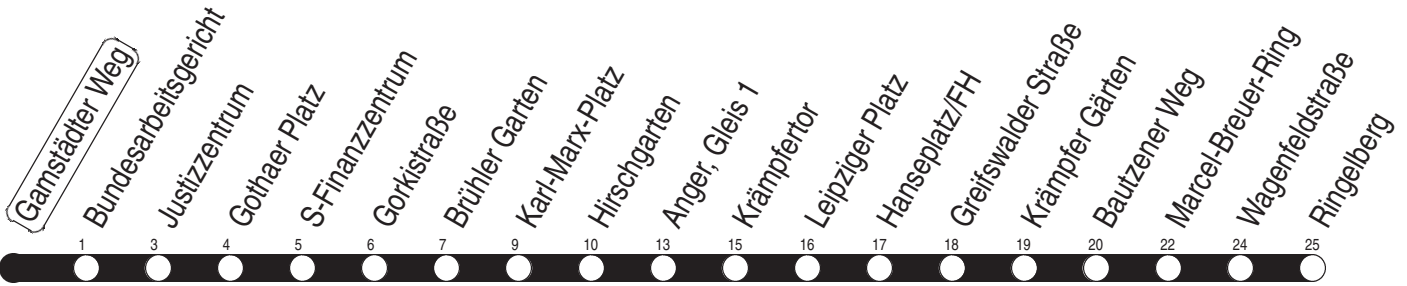 Gamstädter Weg
Bundesarbeitsgericht
Justizzentrum
Gothaer Platz
S-Finanzzentrum
Gorkistraße
Brühler Garten
Karl-Marx-Platz
Hirschgarten
Anger, Gleis 1
Krämpfertor
Leipziger Platz
Hanseplatz/FH
Greifswalder Straße
Krämpfer Gärten
Bautzener Weg
Marcel-Breuer-Ring
Wagenfeldstraße
Ringelberg
1 3 4 5 6 7 9 10 13 15 16 17 18 19 20 22 24 25